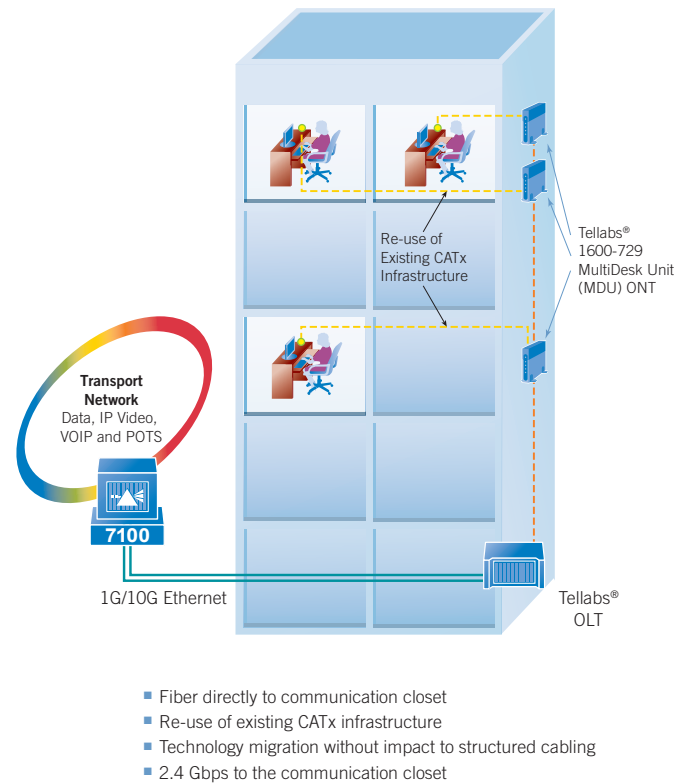 Re-use of
Existing CATx
Infrastructure
Tellabs®
1600-729
MultiDesk Unit
(MDU) ONT
Transport
Network
Data, IP Video,
VOIP and POTS
7100
1G/10G Ethernet
Tellabs®
OLT
■ Fiber directly to communication closet
■ Re-use of existing CATx infrastructure
■ Technology migration without impact to structured cabling
■ 2.4 Gbps to the communication closet